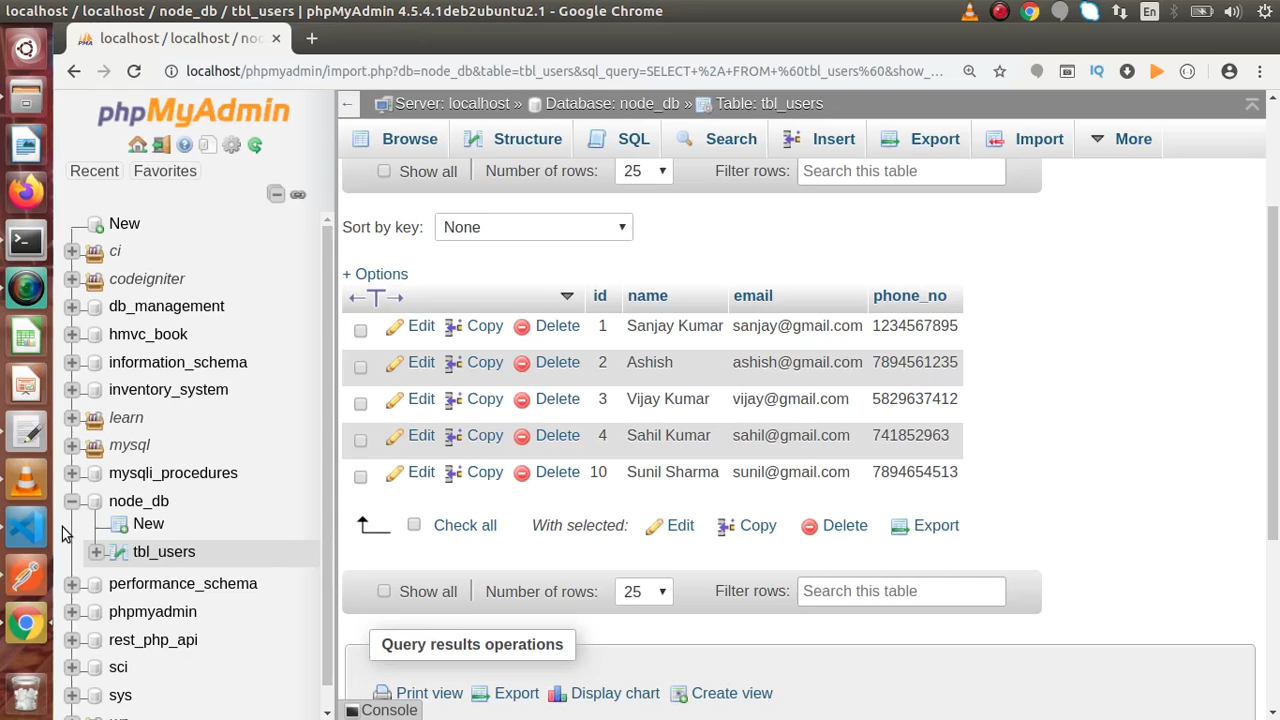 localhost / localhost / node_db / tbl_users | phpMyAdmin 4.5.4.1deb2ubuntu2.1 - Google Chrome
En
localhost / localhost / noc
localhost/phpmyadmin/import.php?db=node_db&table=tbl_users&sql_query=SELECT+%2A+FROM+%60tbl_users%60&show_...
IQ
phpMyAdmin
Recent Favorites
New
ci
codeigniter
db_management
hmvc_book
information_schema
inventory_system
learn
mysql
mysqli_procedures
node_db
New
tbl_users
performance_schema
phpmyadmin
rest_php_api
sci
sys
Server: localhost » Database: node_db » Table: tbl_users
Browse Structure SQL Search Insert Export Import More
Show all Number of rows: 25 Filter rows: Search this table
Sort by key: None
+ Options
id name email phone_no
Edit Copy Delete 1 Sanjay Kumar sanjay@gmail.com 1234567895
Edit Copy Delete 2 Ashish ashish@gmail.com 7894561235
Edit Copy Delete 3 Vijay Kumar vijay@gmail.com 5829637412
Edit Copy Delete 4 Sahil Kumar sahil@gmail.com 741852963
Edit Copy Delete 10 Sunil Sharma sunil@gmail.com 7894654513
Check all With selected: Edit Copy Delete Export
Show all Number of rows: 25 Filter rows: Search this table
Query results operations
Print view Export Display chart Create view
Console